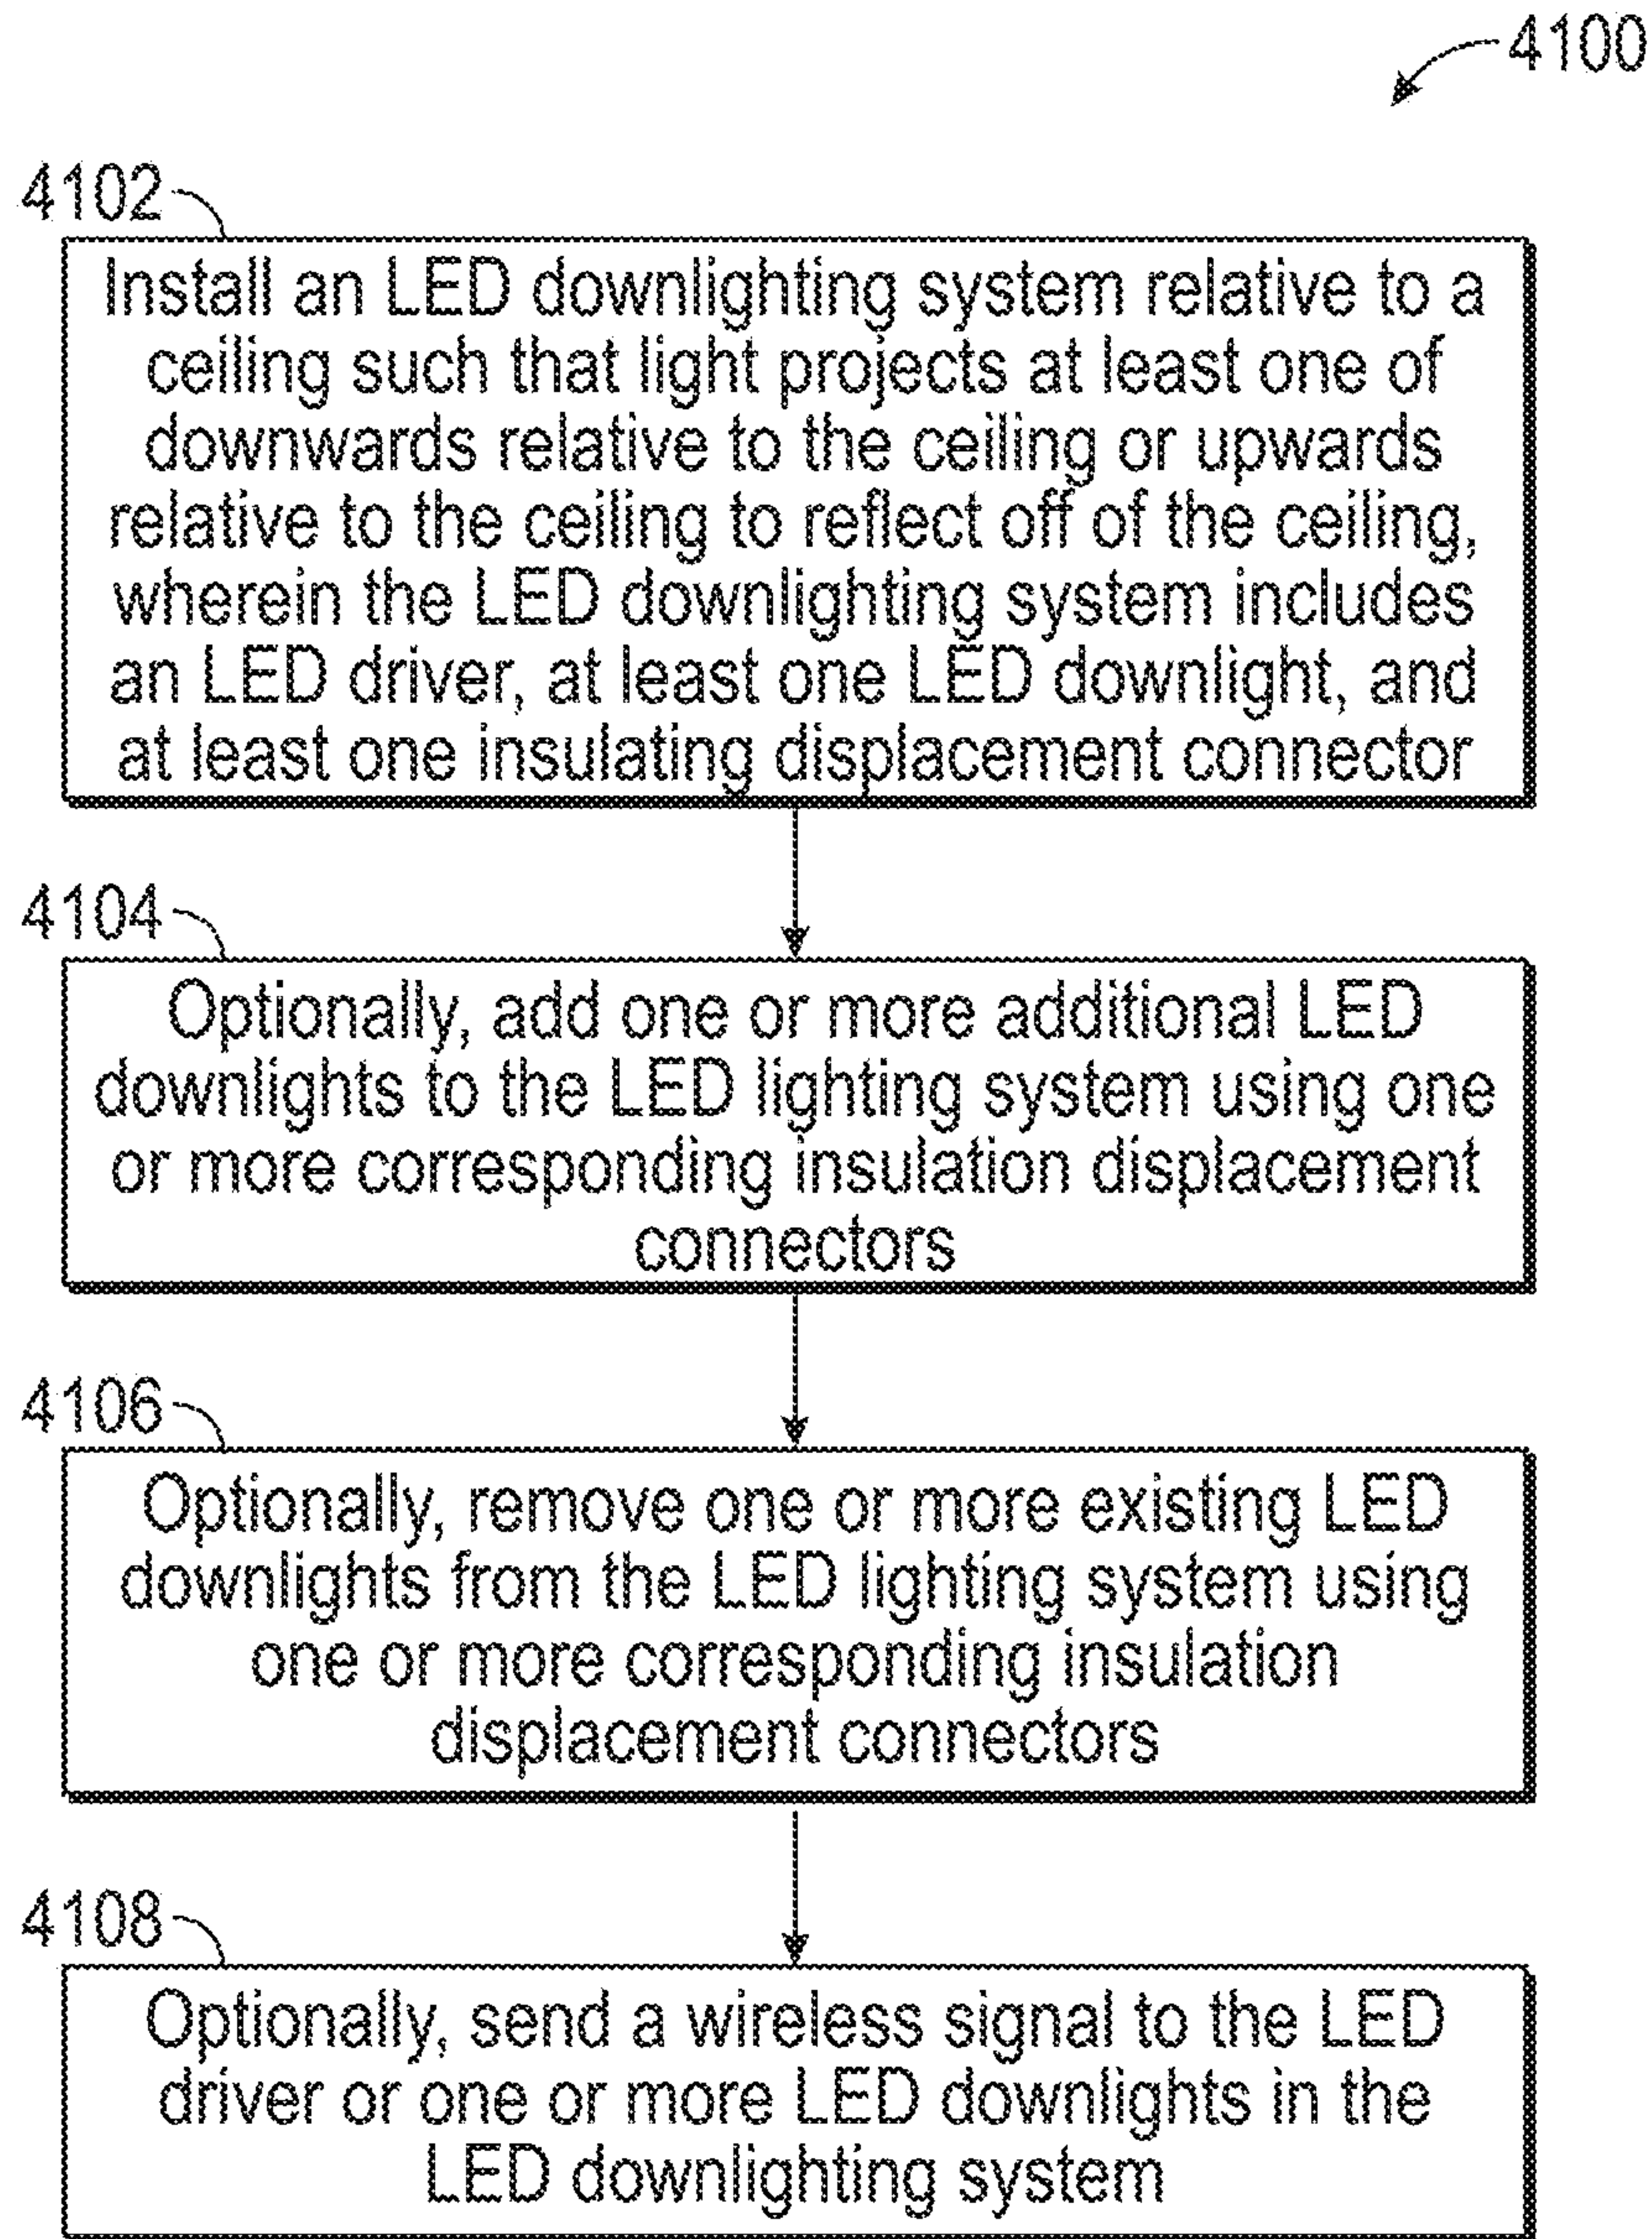 4100
4102
Install an LED downlighting system relative to a
ceiling such that light projects at least one of
downwards relative to the ceiling or upwards
relative to the ceiling to reflect off of the ceiling,
wherein the LED downlighting system includes
an LED driver, at least one LED downlight, and
at least one insulating displacement connector
4104
Optionally, add one or more additional LED
downlights to the LED lighting system using one
or more corresponding insulation displacement
connectors
4106
Optionally, remove one or more existing LED
downlights from the LED lighting system using
one or more corresponding insulation
displacement connectors
4108
Optionally, send a wireless signal to the LED
driver or one or more LED downlights in the
LED downlighting system